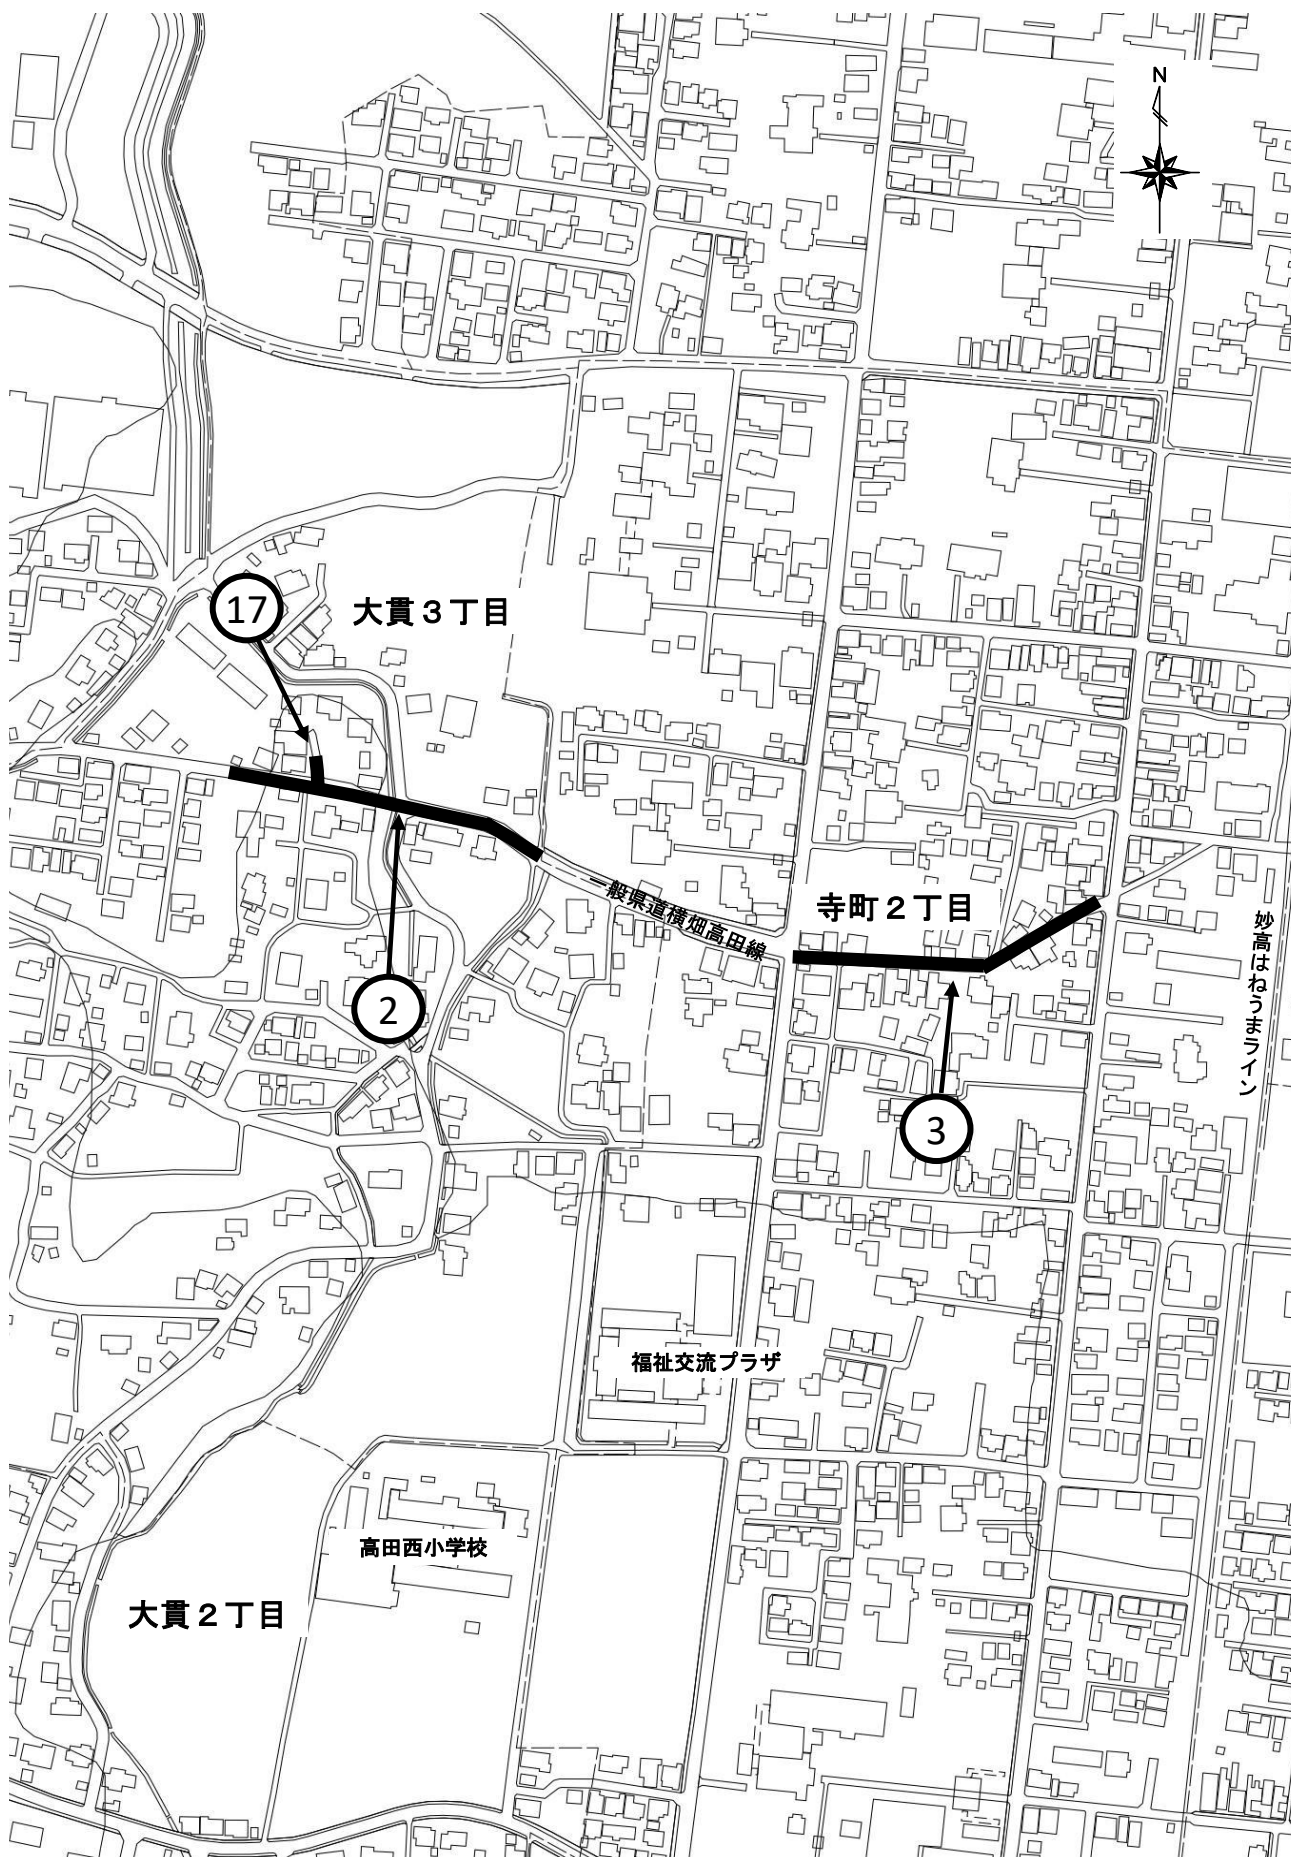 N
17
大貫３丁目
一般県道横畑高田線
寺町２丁目
妙高はねうまライン
2
3
福祉交流プラザ
高田西小学校
大貫２丁目